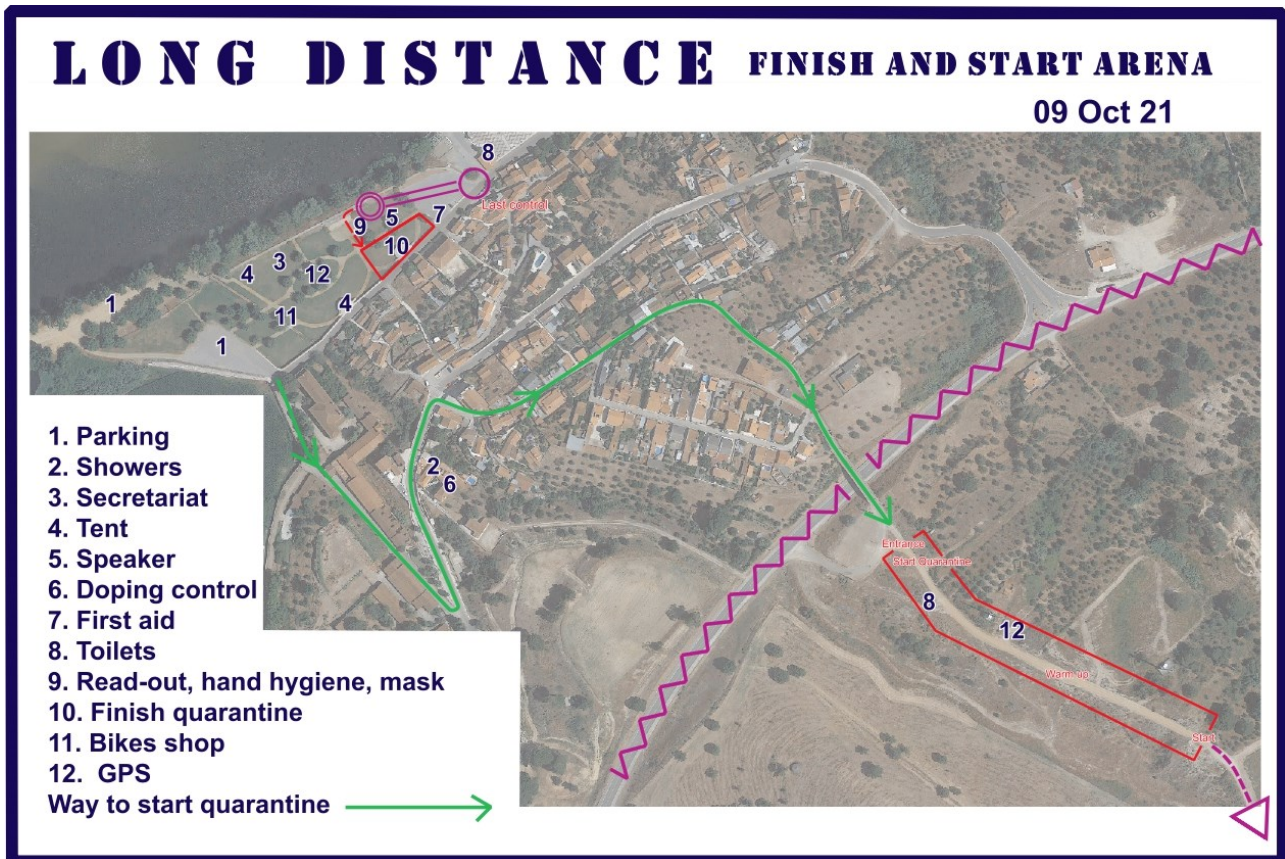 LONG DISTANCE FINISH AND START ARENA
09 Oct 21
8
Last control
9
5
7
10
4
3
12
1
4
11
1
2
6
Entrance
Start Quarantine
8
12
Warm-up
Start
1. Parking
2. Showers
3. Secretariat
4. Tent
5. Speaker
6. Doping control
7. First aid
8. Toilets
9. Read-out, hand hygiene, mask
10. Finish quarantine
11. Bikes shop
12. GPS
Way to start quarantine